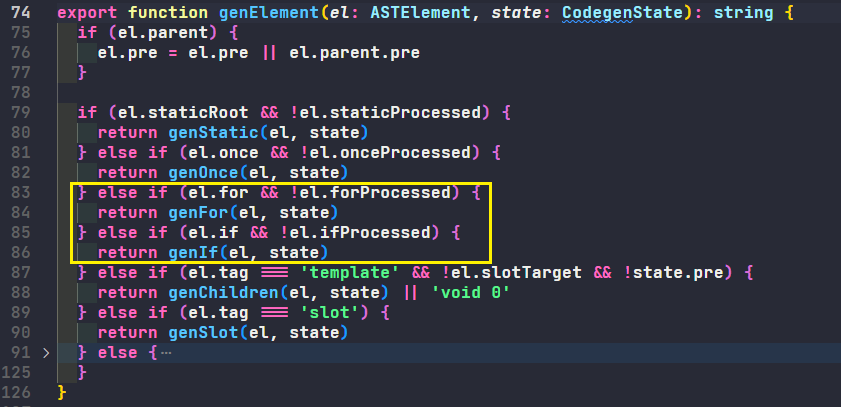 74 export function genElement(el: ASTElement, state: CodegenState): string {
75 if (el.parent) {
76 el.pre = el.pre || el.parent.pre
77 }
78
79 if (el.staticRoot && !el.staticProcessed) {
80 return genStatic(el, state)
81 } else if (el.once && !el.onceProcessed) {
82 return genOnce(el, state)
83 } else if (el.for && !el.forProcessed) {
84 return genFor(el, state)
85 } else if (el.if && !el.ifProcessed) {
86 return genIf(el, state)
87 } else if (el.tag === 'template' && !el.slotTarget && !state.pre) {
88 return genChildren(el, state) || 'void 0'
89 } else if (el.tag === 'slot') {
90 return genSlot(el, state)
91 > } else {⋯
125 }
126 }